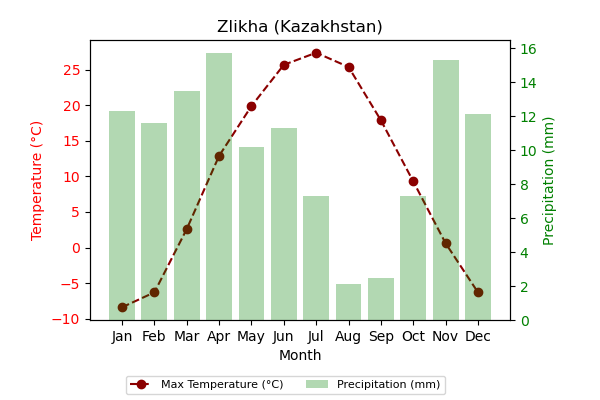 Zlikha (Kazakhstan)
Temperature (°C)
25
20
15
10
5
0
−5
−10
16
14
12
10
8
6
4
2
0
Precipitation (mm)
Jan Feb Mar Apr May Jun Jul Aug Sep Oct Nov Dec
Month
Max Temperature (°C) Precipitation (mm)